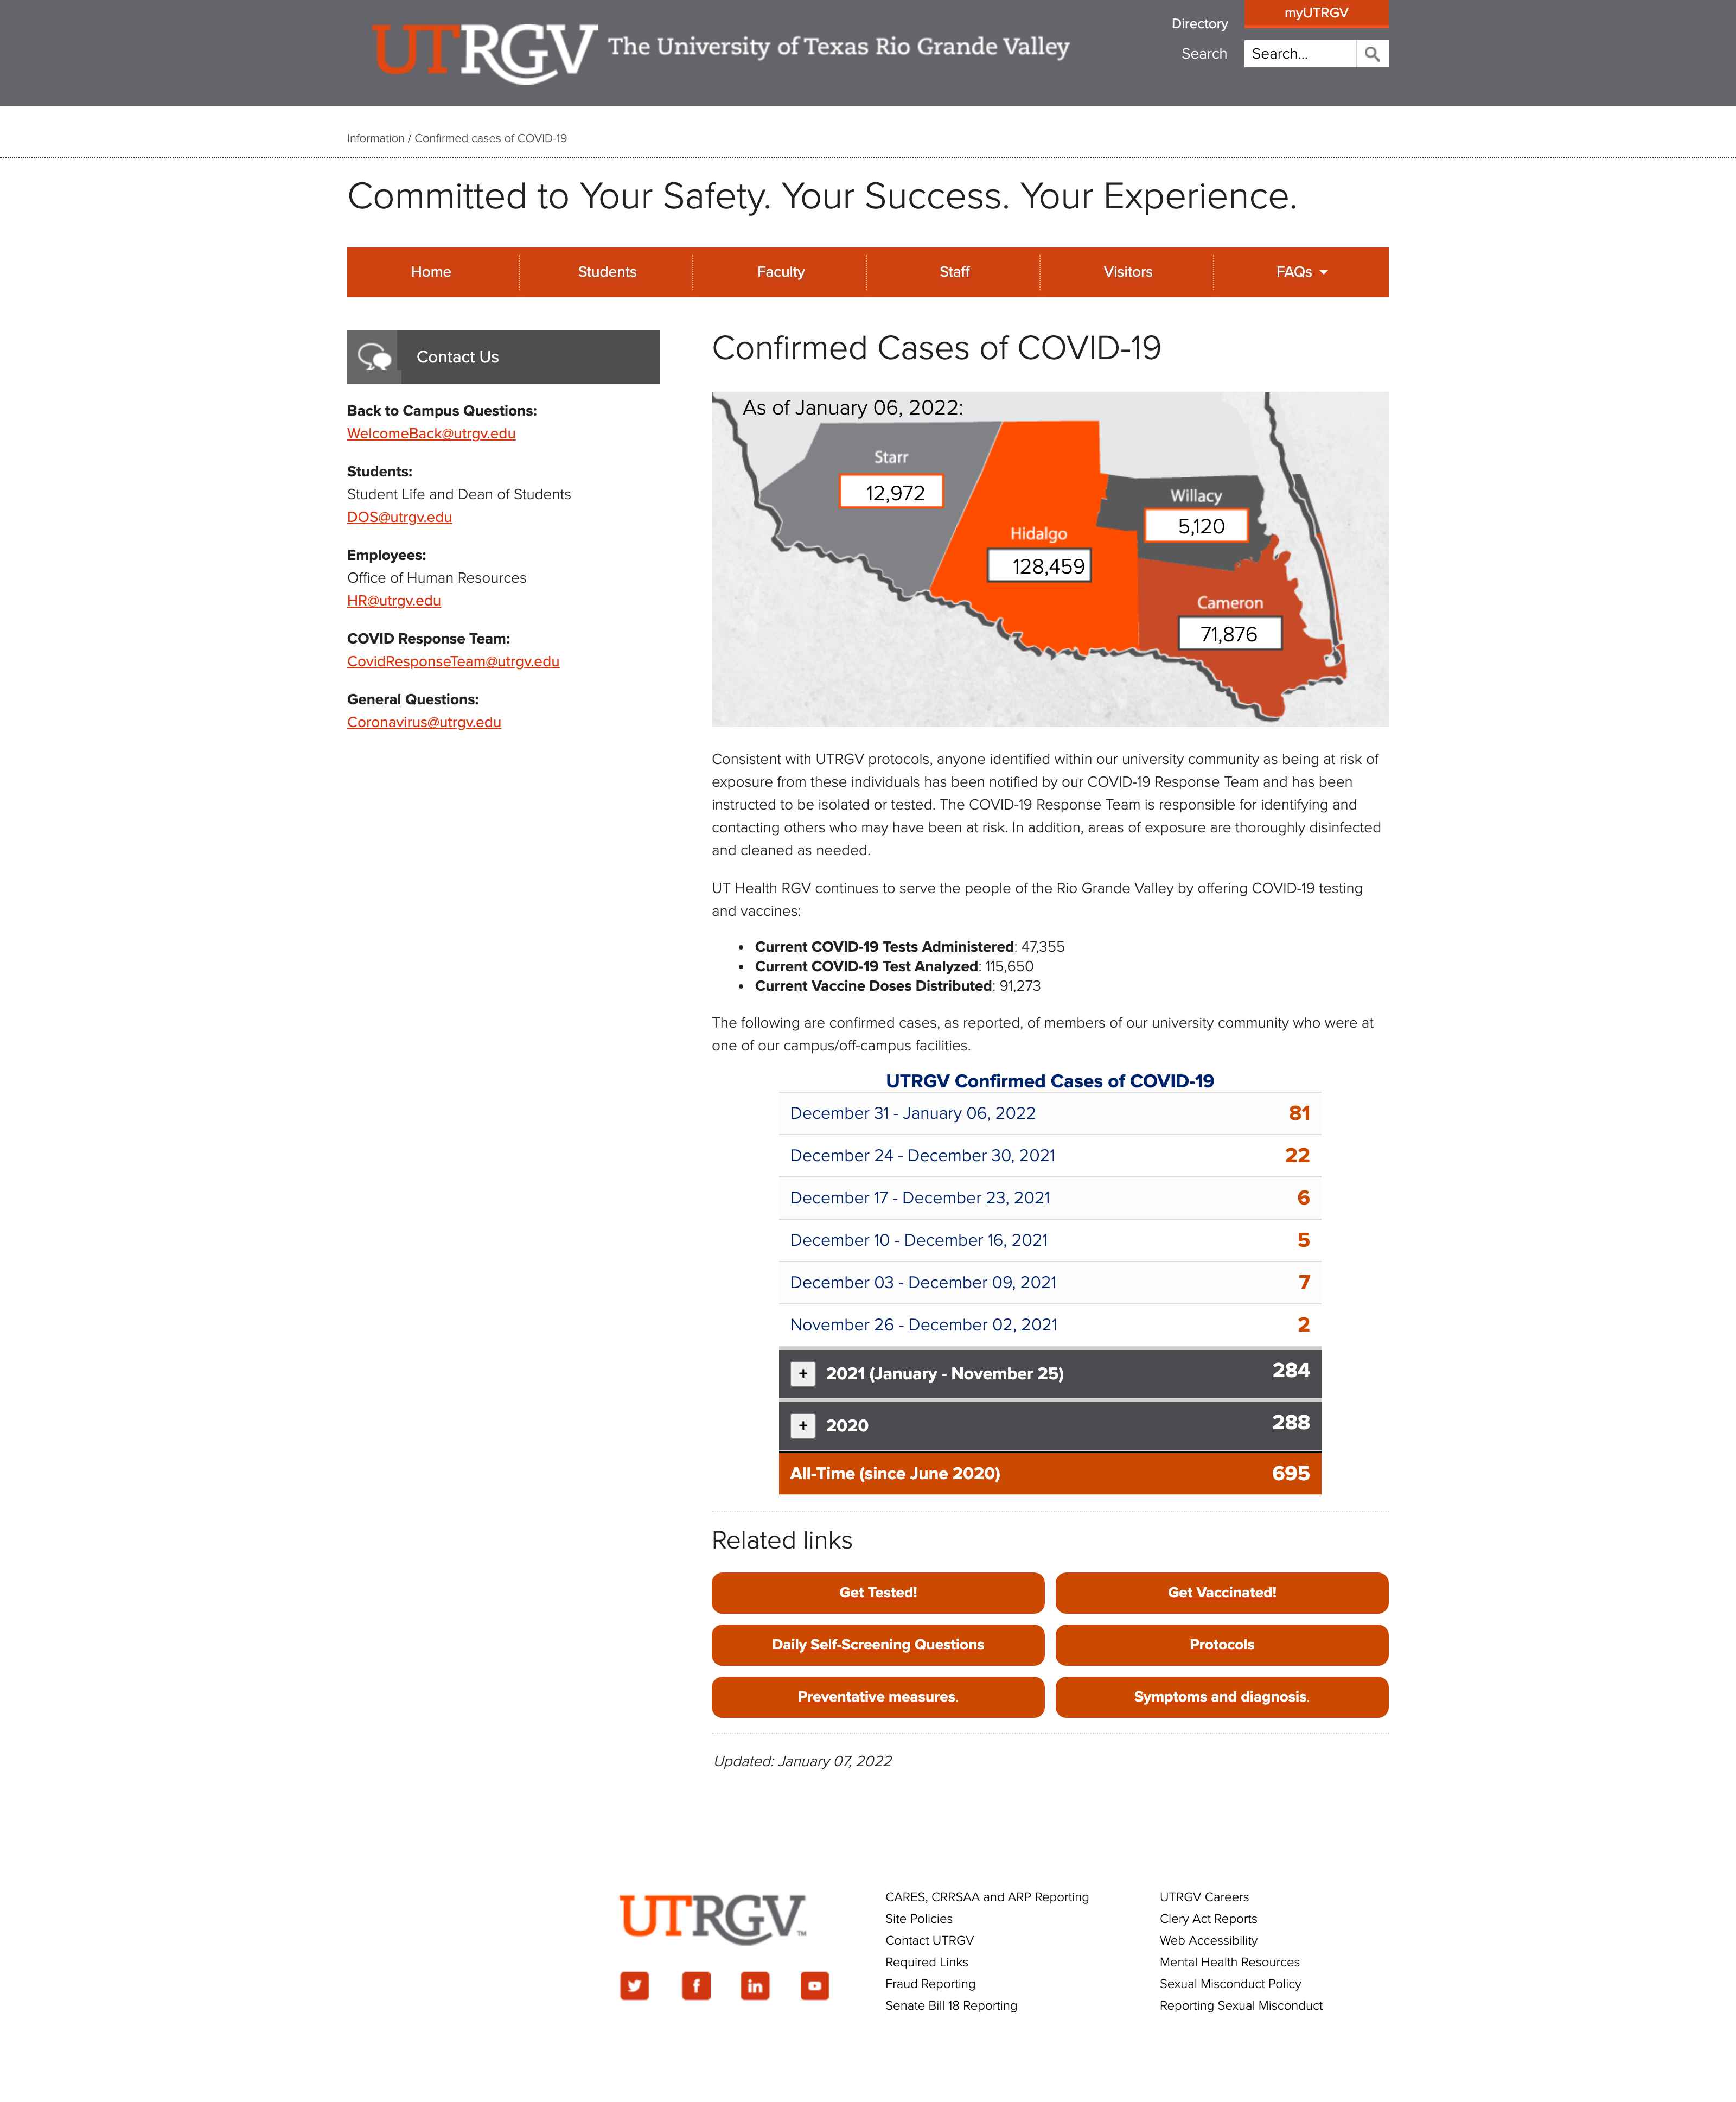 UTRGV The University of Texas Rio Grande Valley
Directory
myUTRGV
Search
Search...
Information / Confirmed cases of COVID-19
Committed to Your Safety. Your Success. Your Experience.
Home Students Faculty Staff Visitors FAQs
Contact Us
Back to Campus Questions:
WelcomeBack@utrgv.edu
Students:
Student Life and Dean of Students
DOS@utrgv.edu
Employees:
Office of Human Resources
HR@utrgv.edu
COVID Response Team:
CovidResponseTeam@utrgv.edu
General Questions:
Coronavirus@utrgv.edu
Confirmed Cases of COVID-19
As of January 06, 2022:
Starr
12,972
Hidalgo
128,459
Willacy
5,120
Cameron
71,876
Consistent with UTRGV protocols, anyone identified within our university community as being at risk of
exposure from these individuals has been notified by our COVID-19 Response Team and has been
instructed to be isolated or tested. The COVID-19 Response Team is responsible for identifying and
contacting others who may have been at risk. In addition, areas of exposure are thoroughly disinfected
and cleaned as needed.
UT Health RGV continues to serve the people of the Rio Grande Valley by offering COVID-19 testing
and vaccines:
• Current COVID-19 Tests Administered: 47,355
• Current COVID-19 Test Analyzed: 115,650
• Current Vaccine Doses Distributed: 91,273
The following are confirmed cases, as reported, of members of our university community who were at
one of our campus/off-campus facilities.
UTRGV Confirmed Cases of COVID-19
December 31 - January 06, 2022 81
December 24 - December 30, 2021 22
December 17 - December 23, 2021 6
December 10 - December 16, 2021 5
December 03 - December 09, 2021 7
November 26 - December 02, 2021 2
+ 2021 (January - November 25) 284
+ 2020 288
All-Time (since June 2020) 695
Related links
Get Tested! Get Vaccinated!
Daily Self-Screening Questions Protocols
Preventative measures. Symptoms and diagnosis.
Updated: January 07, 2022
UTRGV™
CARES, CRRSAA and ARP Reporting
Site Policies
Contact UTRGV
Required Links
Fraud Reporting
Senate Bill 18 Reporting
UTRGV Careers
Clery Act Reports
Web Accessibility
Mental Health Resources
Sexual Misconduct Policy
Reporting Sexual Misconduct